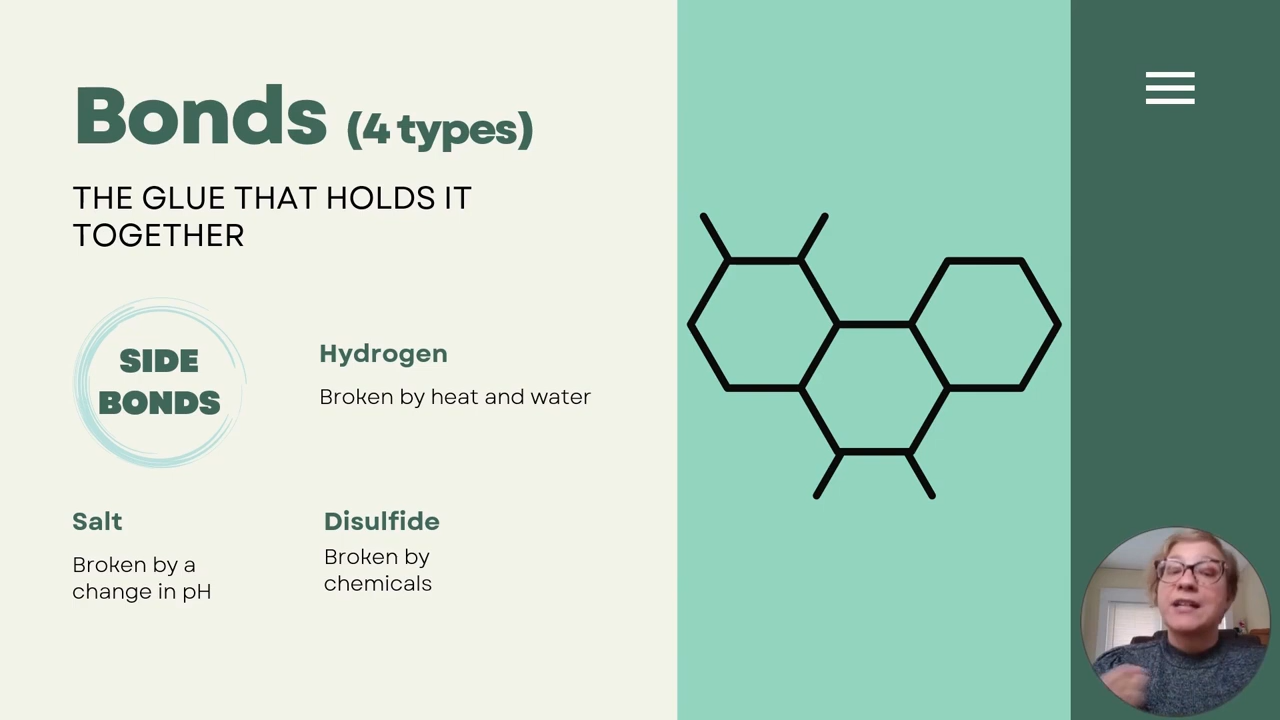 Bonds (4 types)
THE GLUE THAT HOLDS IT
TOGETHER
SIDE
BONDS
Hydrogen
Broken by heat and water
Salt
Broken by a
change in pH
Disulfide
Broken by
chemicals